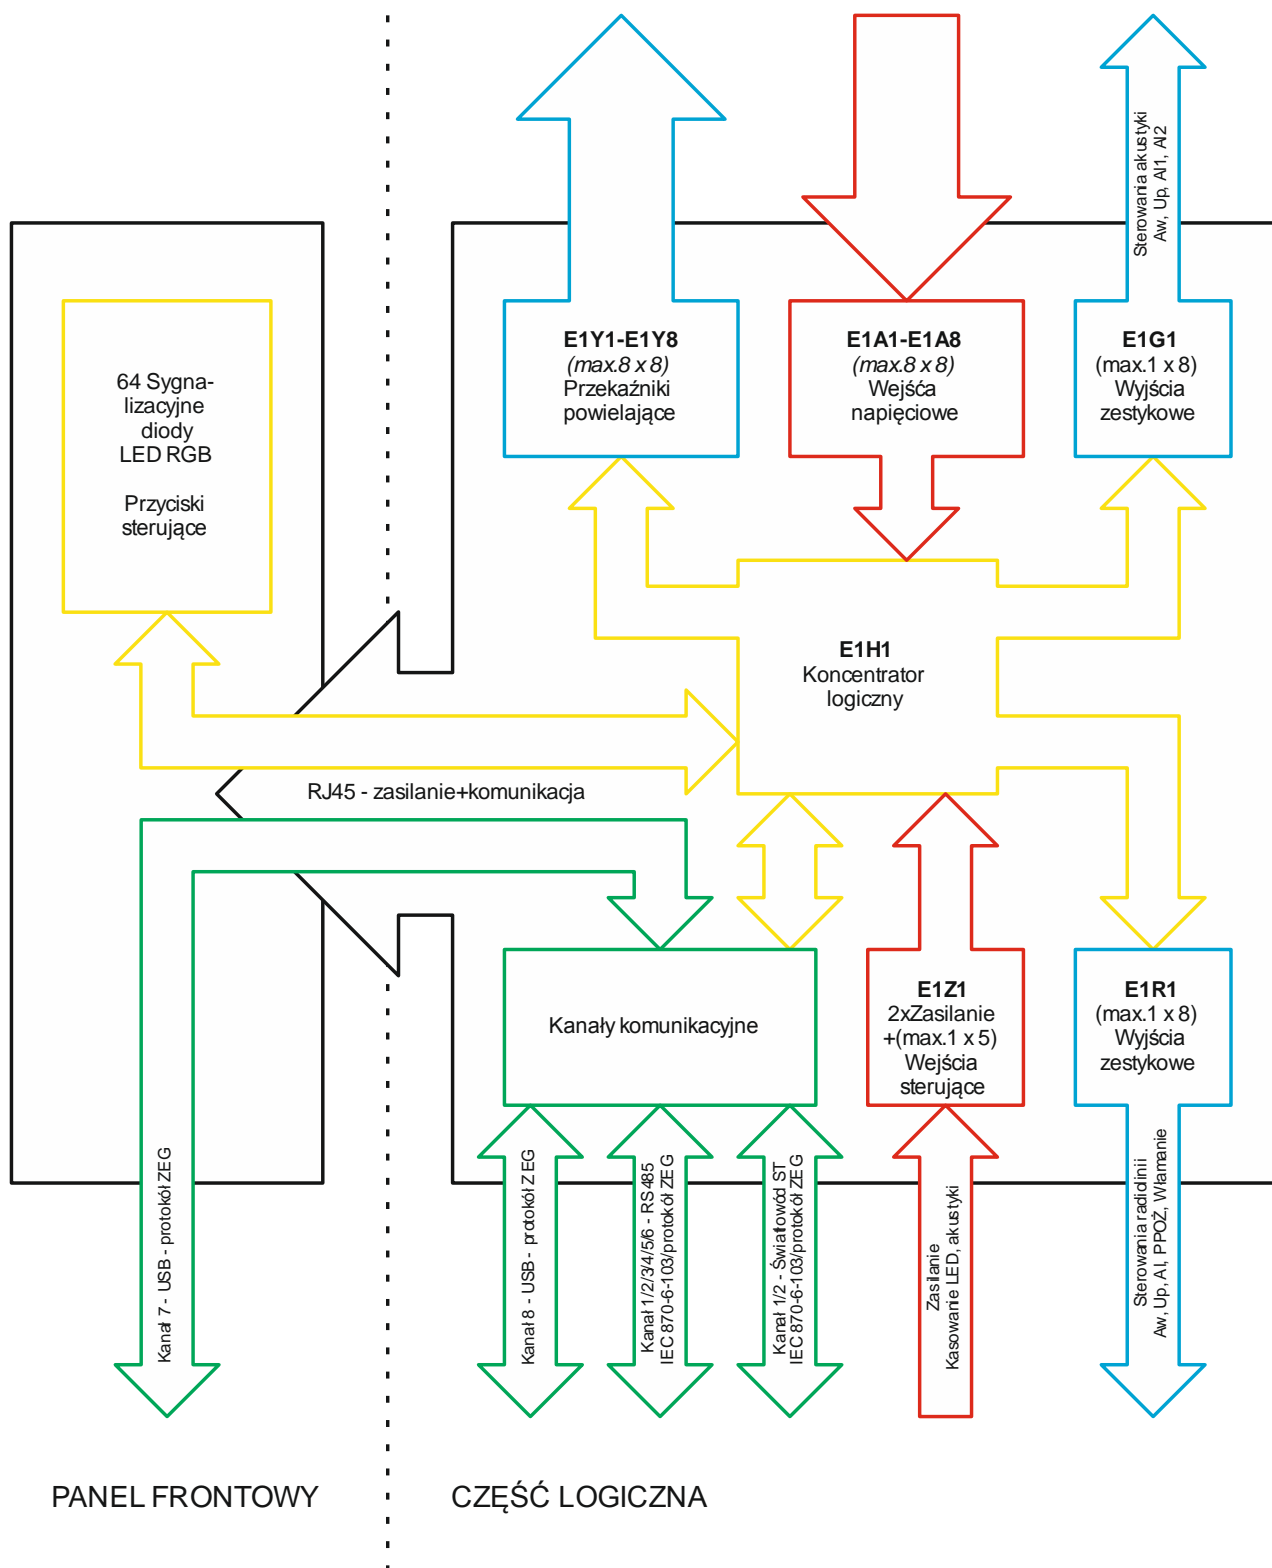 Sterowania akustyki
Aw, Up, Al1, Al2
64 Sygna-
lizacyjne
diody
LED RGB
Przyciski
sterujące
E1Y1-E1Y8
(max.8 x 8)
Przekaźniki
powielające
E1A1-E1A8
(max.8 x 8)
Wejśća
napięciowe
E1G1
(max.1 x 8)
Wyjścia
zestykowe
E1H1
Koncentrator
logiczny
RJ45 - zasilanie+komunikacja
Kanały komunikacyjne
E1Z1
2xZasilanie
+(max.1 x 5)
Wejścia
sterujące
E1R1
(max.1 x 8)
Wyjścia
zestykowe
Kanał 7 - USB - protokół ZEG
Kanał 8 - USB - protokół ZEG
Kanał 1/2/3/4/5/6 - RS485
IEC 870-6-103/protokół ZEG
Kanał 1/2 - Światłowód ST
IEC 870-6-103/protokół ZEG
Zasilanie
Kasowanie LED, akustyki
Sterowania radidinii
Aw, Up, Al, PPOŻ, Włamanie
PANEL FRONTOWY
CZĘŚĆ LOGICZNA